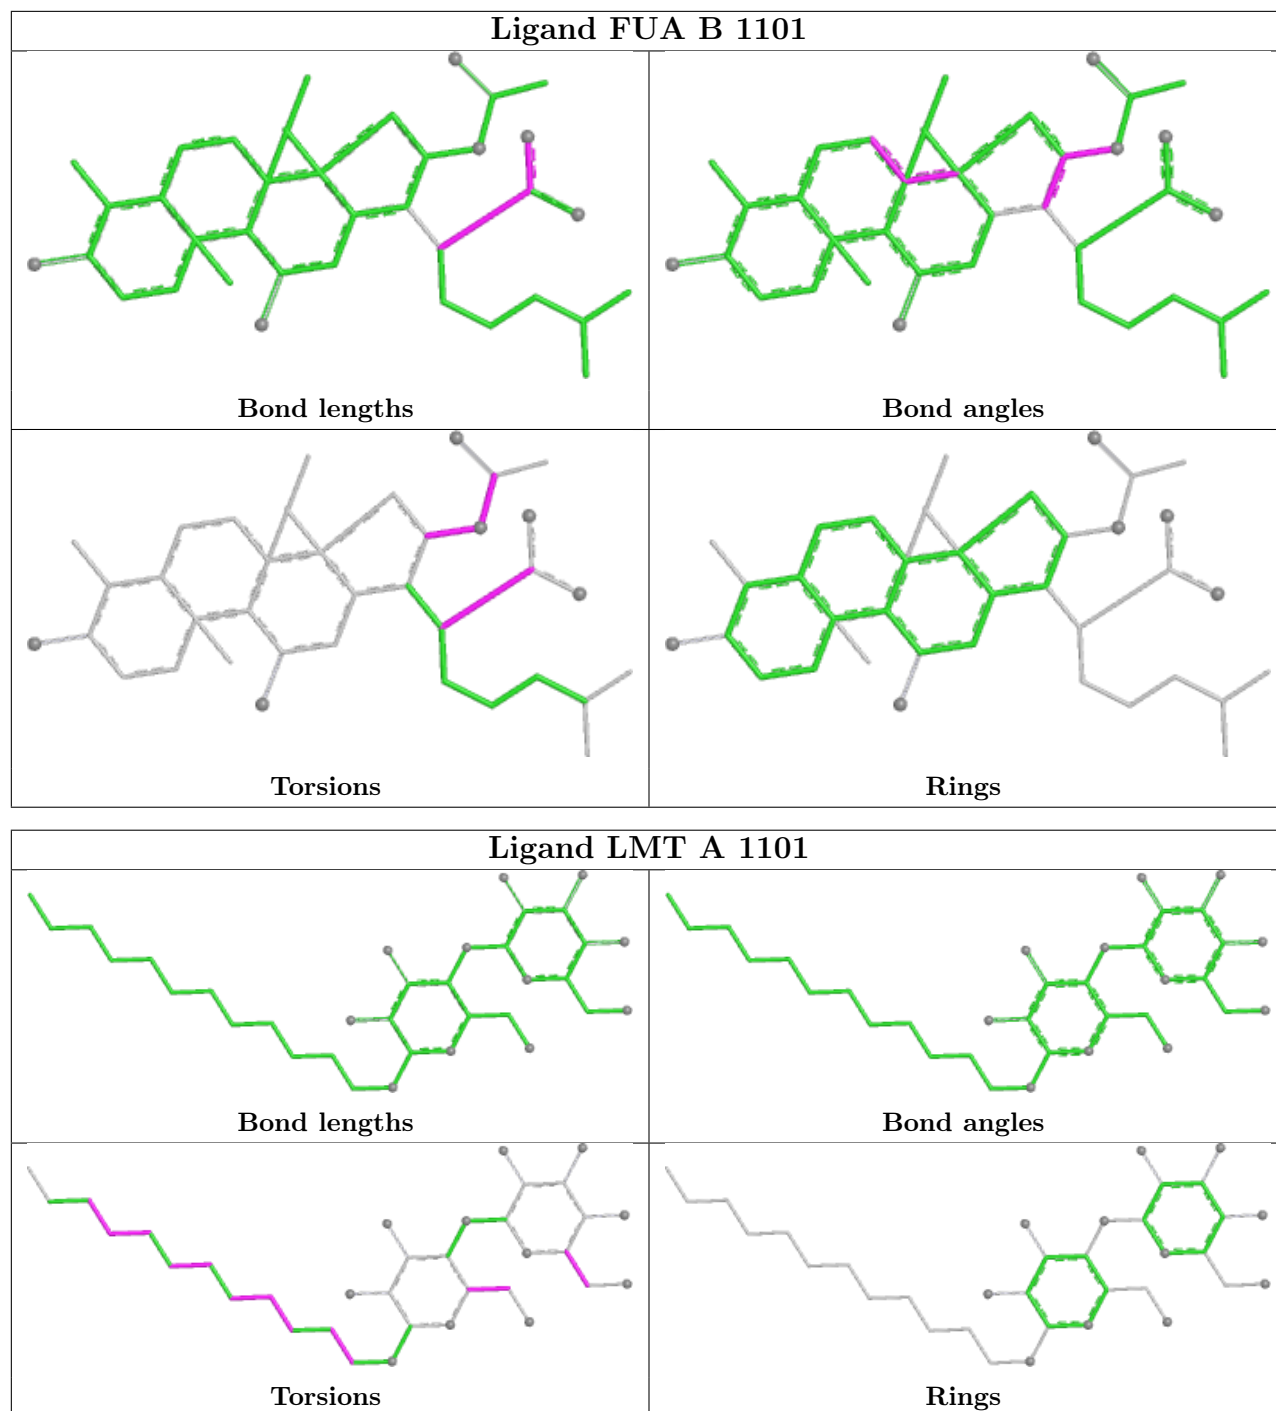 Ligand FUA B 1101
Bond lengths
Bond angles
Torsions
Rings
Ligand LMT A 1101
Bond lengths
Bond angles
Torsions
Rings